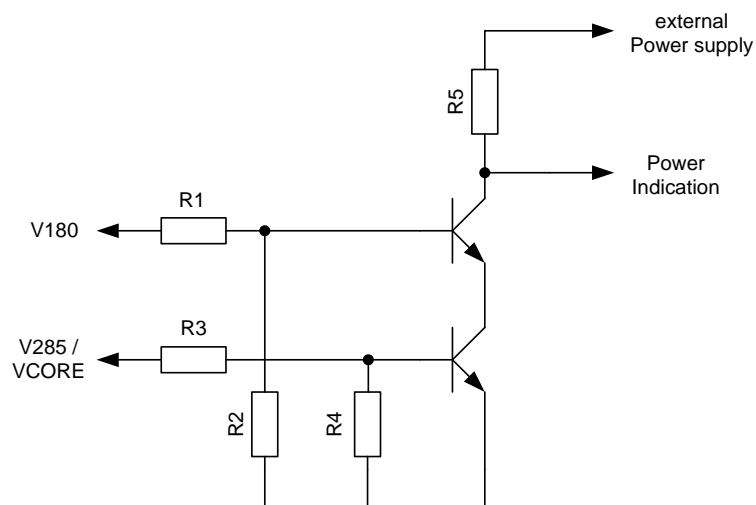 external
Power supply
R5
Power
Indication
R1
V180
R3
V285 /
VCORE
R2
R4